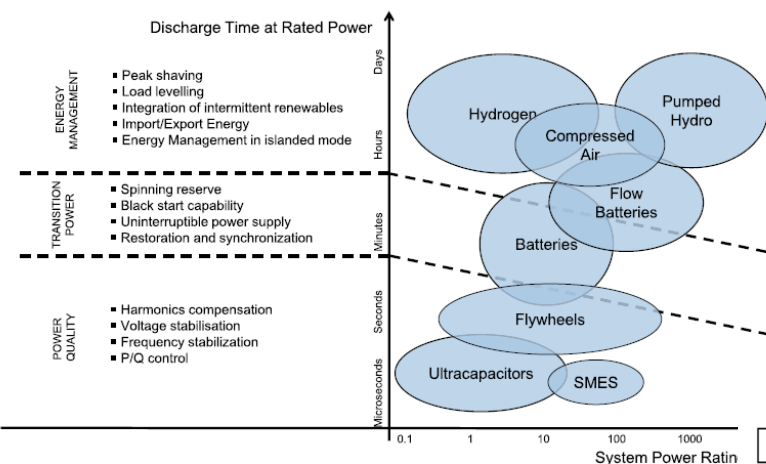 Discharge Time at Rated Power
ENERGY
MANAGEMENT
▪ Peak shaving
▪ Load levelling
▪ Integration of intermittent renewables
▪ Import/Export Energy
▪ Energy Management in islanded mode
TRANSITION
POWER
▪ Spinning reserve
▪ Black start capability
▪ Uninterruptible power supply
▪ Restoration and synchronization
POWER
QUALITY
▪ Harmonics compensation
▪ Voltage stabilisation
▪ Frequency stabilization
▪ P/Q control
Days
Hours
Minutes
Seconds
Microseconds
Hydrogen
Pumped
Hydro
Compressed
Air
Flow
Batteries
Batteries
Flywheels
Ultracapacitors
SMES
0.1 1 10 100 1000
System Power Ratin